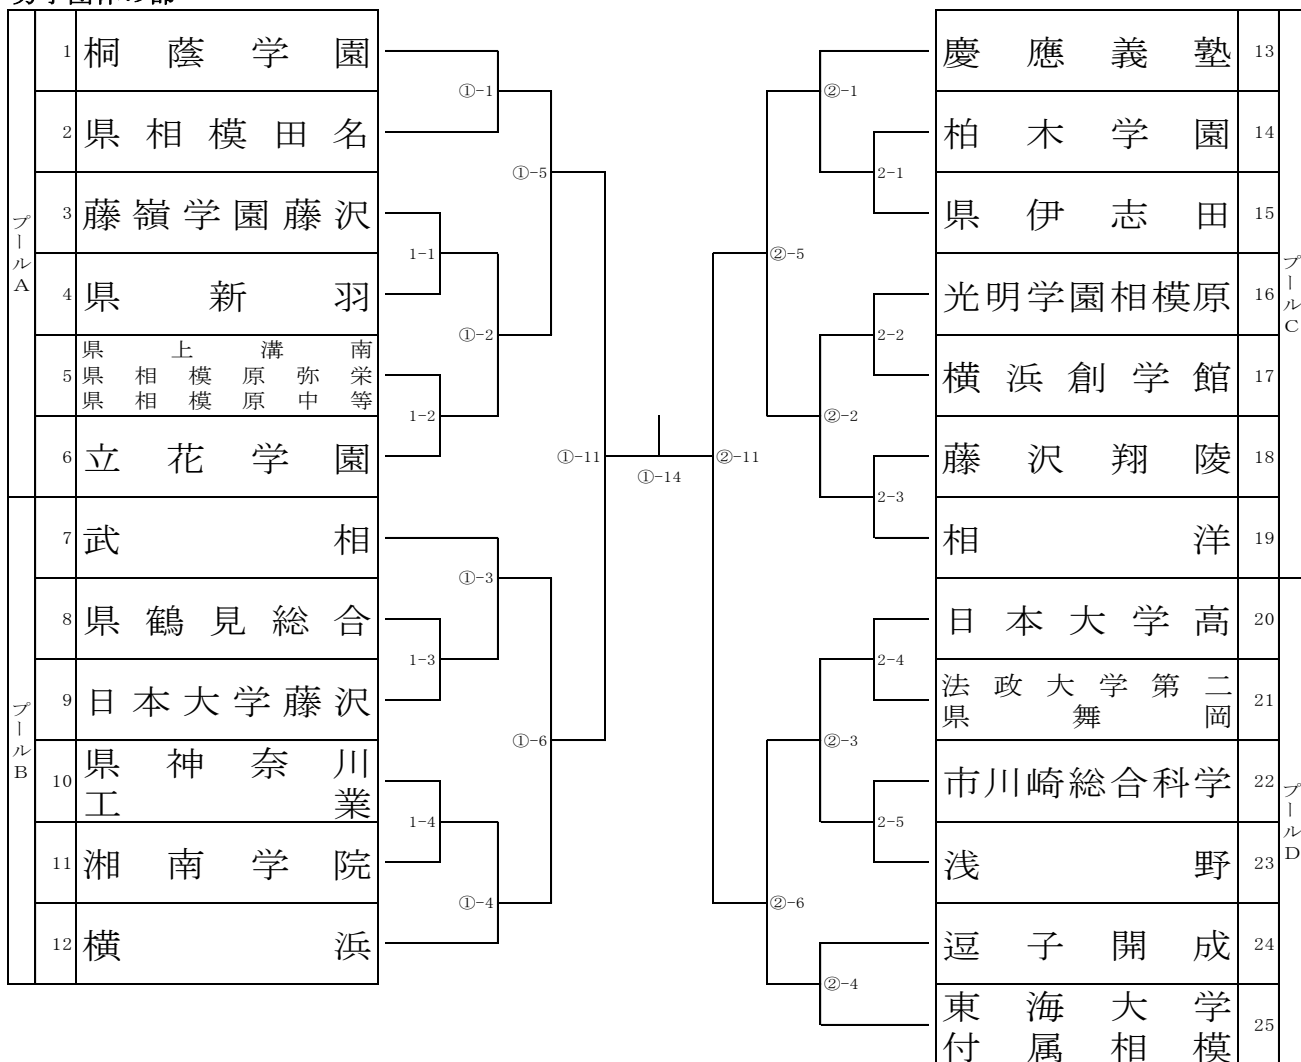 プールA
1 桐蔭学園
2 県相模田名
3 藤嶺学園藤沢
4 県新羽
5 県上溝南
県相模原弥栄
県相模原中等
6 立花学園
プールB
7 武相
8 県鶴見総合
9 日本大学藤沢
10 県神奈川
工業
11 湘南学院
12 横浜
①-1
①-5
1-1
①-2
1-2
①-11
①-3
1-3
①-6
1-4
①-4
①-14
②-11
②-1
2-1
②-5
2-2
②-2
2-3
2-4
②-3
2-5
②-6
②-4
プールC
慶應義塾 13
柏木学園 14
県伊志田 15
光明学園相模原 16
横浜創学館 17
藤沢翔陵 18
相洋 19
プールD
日本大学高 20
法政大学第二
県舞岡 21
市川崎総合科学 22
浅野 23
逗子開成 24
東海大学
付属相模 25